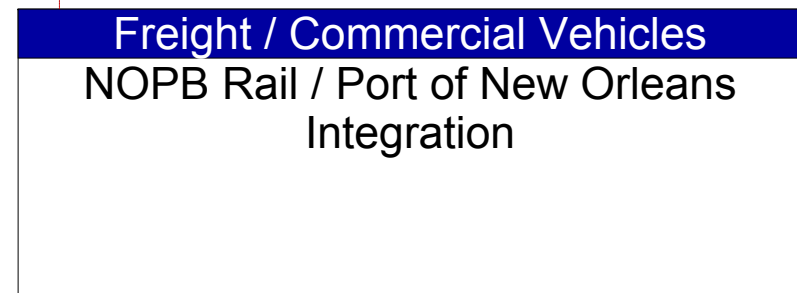 Freight / Commercial Vehicles
NOPB Rail / Port of New Orleans
Integration